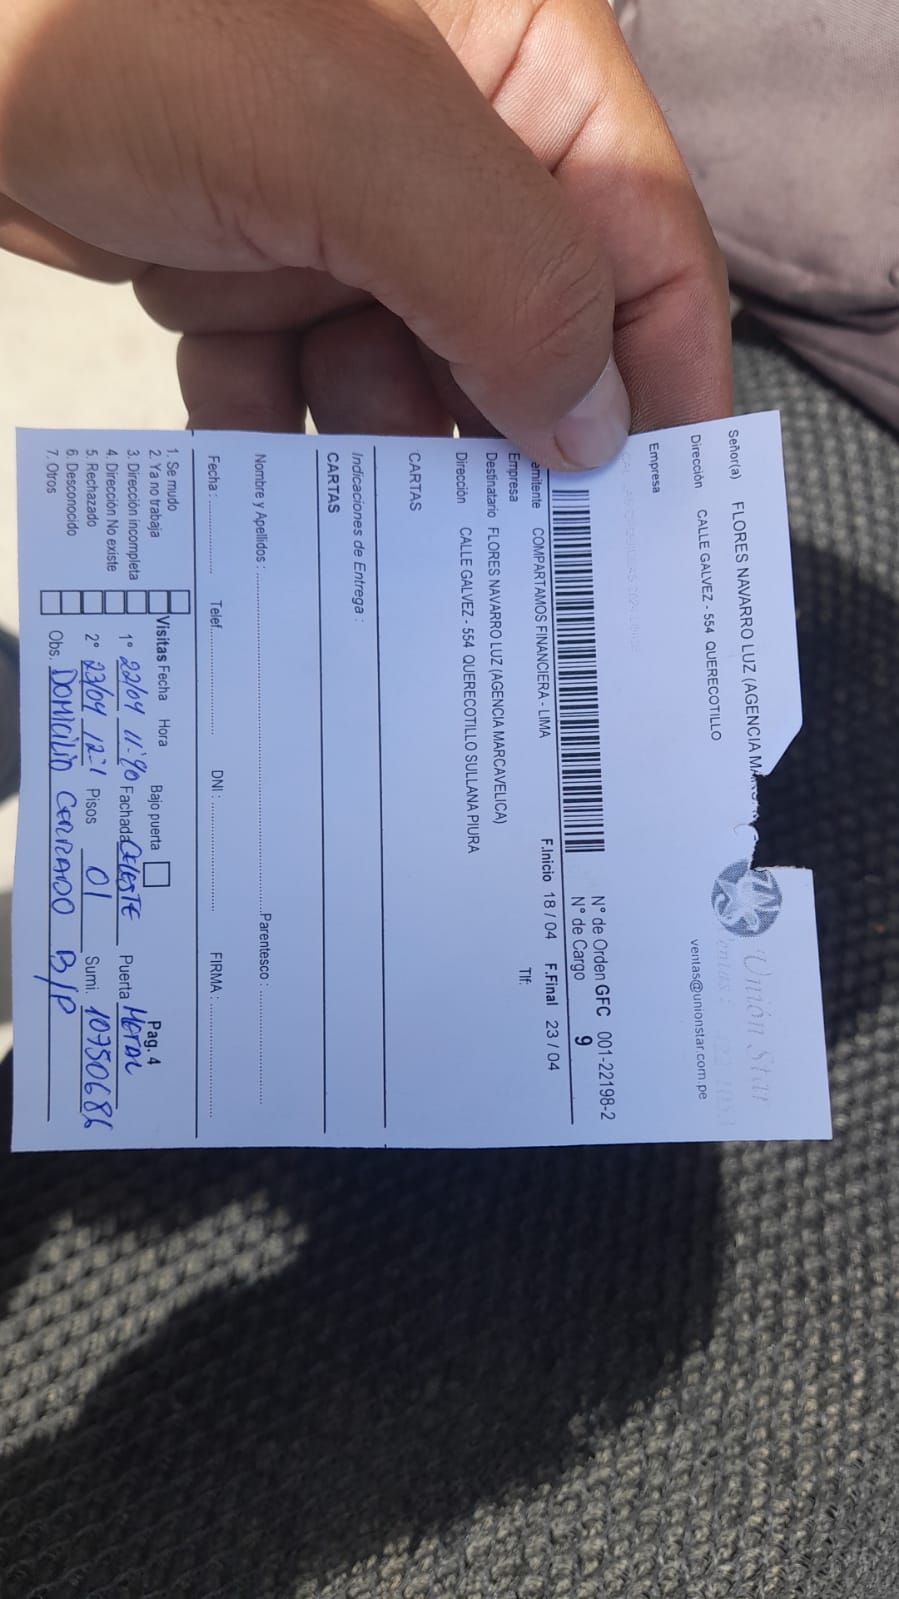 Señor(a) FLORES NAVARRO LUZ (AGENCIA
Unión Star
Dirección CALLE GALVEZ - 554 QUERECOTILLO
ventas@unionstar.com.pe
Empresa
N° de Orden GFC 001-22198-2
N° de Cargo 9
emitente COMPARTAMOS FINANCIERA - LIMA
F.Inicio 18 / 04 F.Final 23 / 04
Empresa
Tlf:
Destinatario FLORES NAVARRO LUZ (AGENCIA MARCAVELICA)
Dirección CALLE GALVEZ - 554 QUERECOTILLO SULLANA PIURA
CARTAS
Indicaciones de Entrega :
CARTAS
Nombre y Apellidos : Parentesco :
Fecha : Telef. DNI : FIRMA :
1. Se mudo
2. Ya no trabaja
3. Dirección incompleta
4. Dirección No existe
5. Rechazado
6. Desconocido
7. Otros
Visitas Fecha Hora Bajo puerta Pag. 4
1° 22/04 Fachada CELESTE Puerta METAL
2° 23/04 Pisos 01 Sumi. 10750686
Obs. DOMICILIO CERRADO B/P